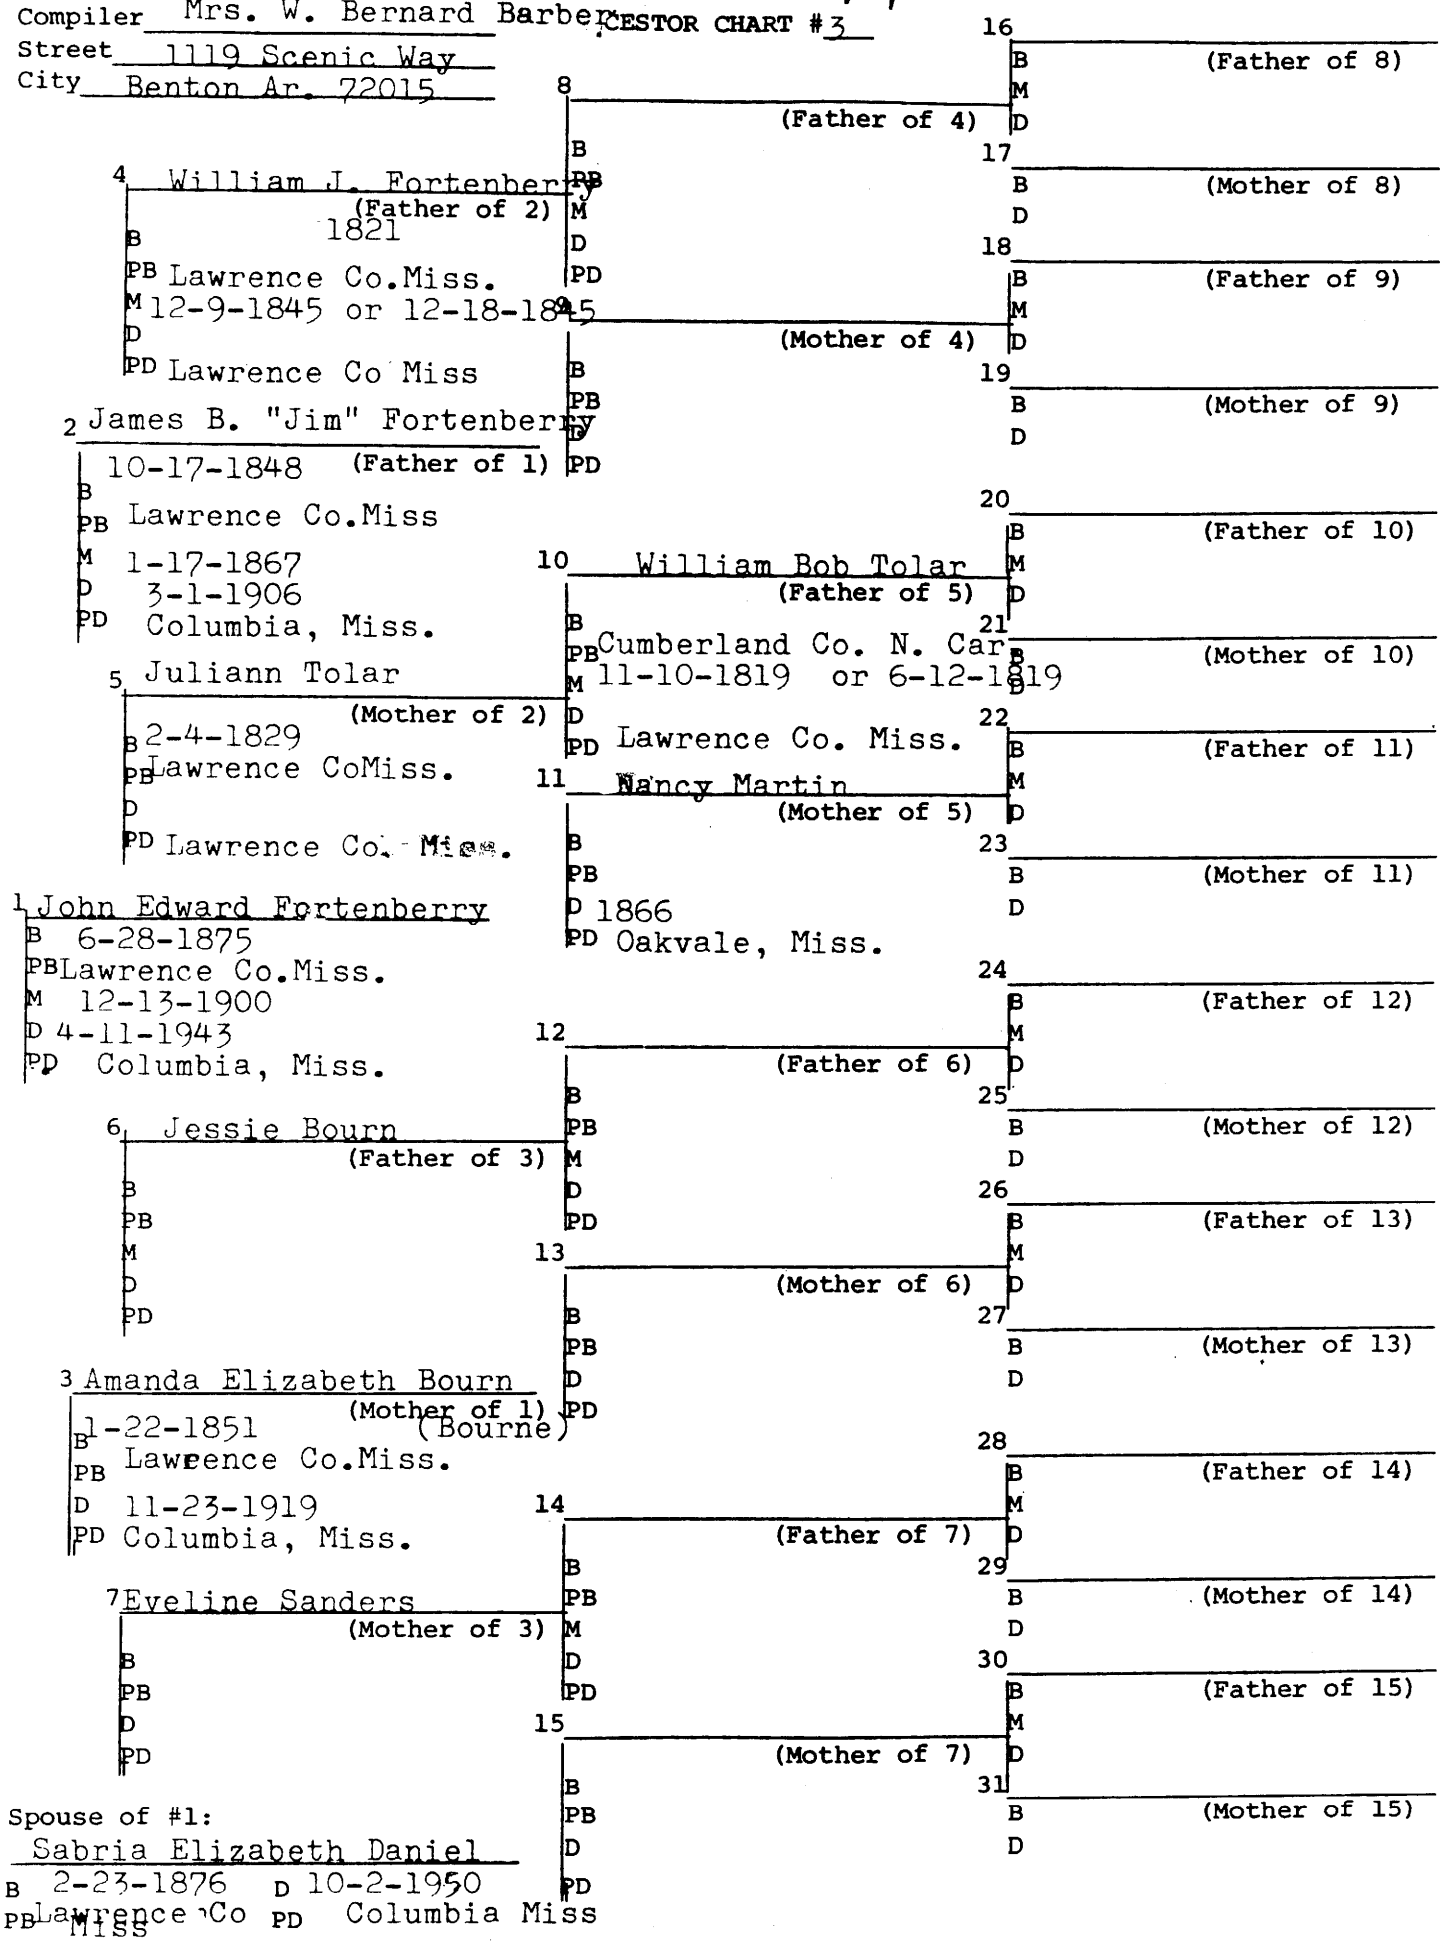 Compiler Mrs. W. Bernard Barber
CESTOR CHART #3
Street 1119 Scenic Way
City Benton Ar. 72015
4 William J. Fortenberry
(Father of 2)
B 1821
PB Lawrence Co.Miss.
M 12-9-1845 or 12-18-1845
D
PD Lawrence Co Miss
2 James B. "Jim" Fortenberry
(Father of 1)
B 10-17-1848
PB Lawrence Co.Miss
M 1-17-1867
D 3-1-1906
PD Columbia, Miss.
5 Juliann Tolar
(Mother of 2)
B 2-4-1829
PB Lawrence CoMiss.
D
PD Lawrence Co. Miss.
1 John Edward Fortenberry
B 6-28-1875
PB Lawrence Co.Miss.
M 12-13-1900
D 4-11-1943
PD Columbia, Miss.
6 Jessie Bourn
(Father of 3)
B
PB
M
D
PD
3 Amanda Elizabeth Bourn
(Mother of 1)
(Bourne)
B 1-22-1851
PB Lawreence Co.Miss.
D 11-23-1919
PD Columbia, Miss.
7 Eveline Sanders
(Mother of 3)
B
PB
D
PD
Spouse of #1:
Sabria Elizabeth Daniel
B 2-23-1876 D 10-2-1950
PB Lawrence Co PD Columbia Miss
Miss
8
(Father of 4)
B
PB
M
D
PD
9
(Mother of 4)
B
PB
D
PD
10 William Bob Tolar
(Father of 5)
B
PB Cumberland Co. N. Car.
M 11-10-1819 or 6-12-1819
D
PD Lawrence Co. Miss.
11 Nancy Martin
(Mother of 5)
B
PB
D 1866
PD Oakvale, Miss.
12
(Father of 6)
B
PB
M
D
PD
13
(Mother of 6)
B
PB
D
PD
14
(Father of 7)
B
PB
M
D
PD
15
(Mother of 7)
B
PB
D
PD
16
B (Father of 8)
M
D
17
B (Mother of 8)
D
18
B (Father of 9)
M
D
19
B (Mother of 9)
D
20
B (Father of 10)
M
D
21
B (Mother of 10)
D
22
B (Father of 11)
M
D
23
B (Mother of 11)
D
24
B (Father of 12)
M
D
25
B (Mother of 12)
D
26
B (Father of 13)
M
D
27
B (Mother of 13)
D
28
B (Father of 14)
M
D
29
B (Mother of 14)
D
30
B (Father of 15)
M
D
31
B (Mother of 15)
D